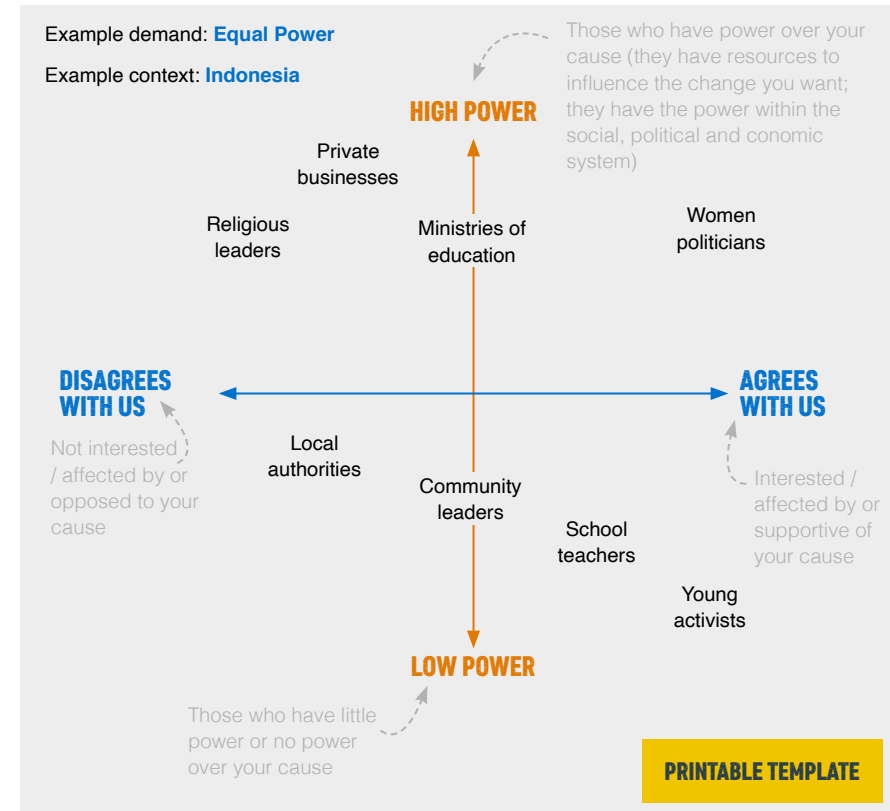 Example demand: Equal Power
Example context: Indonesia
Those who have power over your
cause (they have resources to
influence the change you want;
they have the power within the
social, political and conomic
system)
HIGH POWER
Private
businesses
Religious
leaders
Ministries of
education
Women
politicians
DISAGREES
WITH US
AGREES
WITH US
Not interested
/ affected by or
opposed to your
cause
Local
authorities
Community
leaders
Interested /
affected by or
supportive of
your cause
School
teachers
Young
activists
LOW POWER
Those who have little
power or no power
over your cause
PRINTABLE TEMPLATE